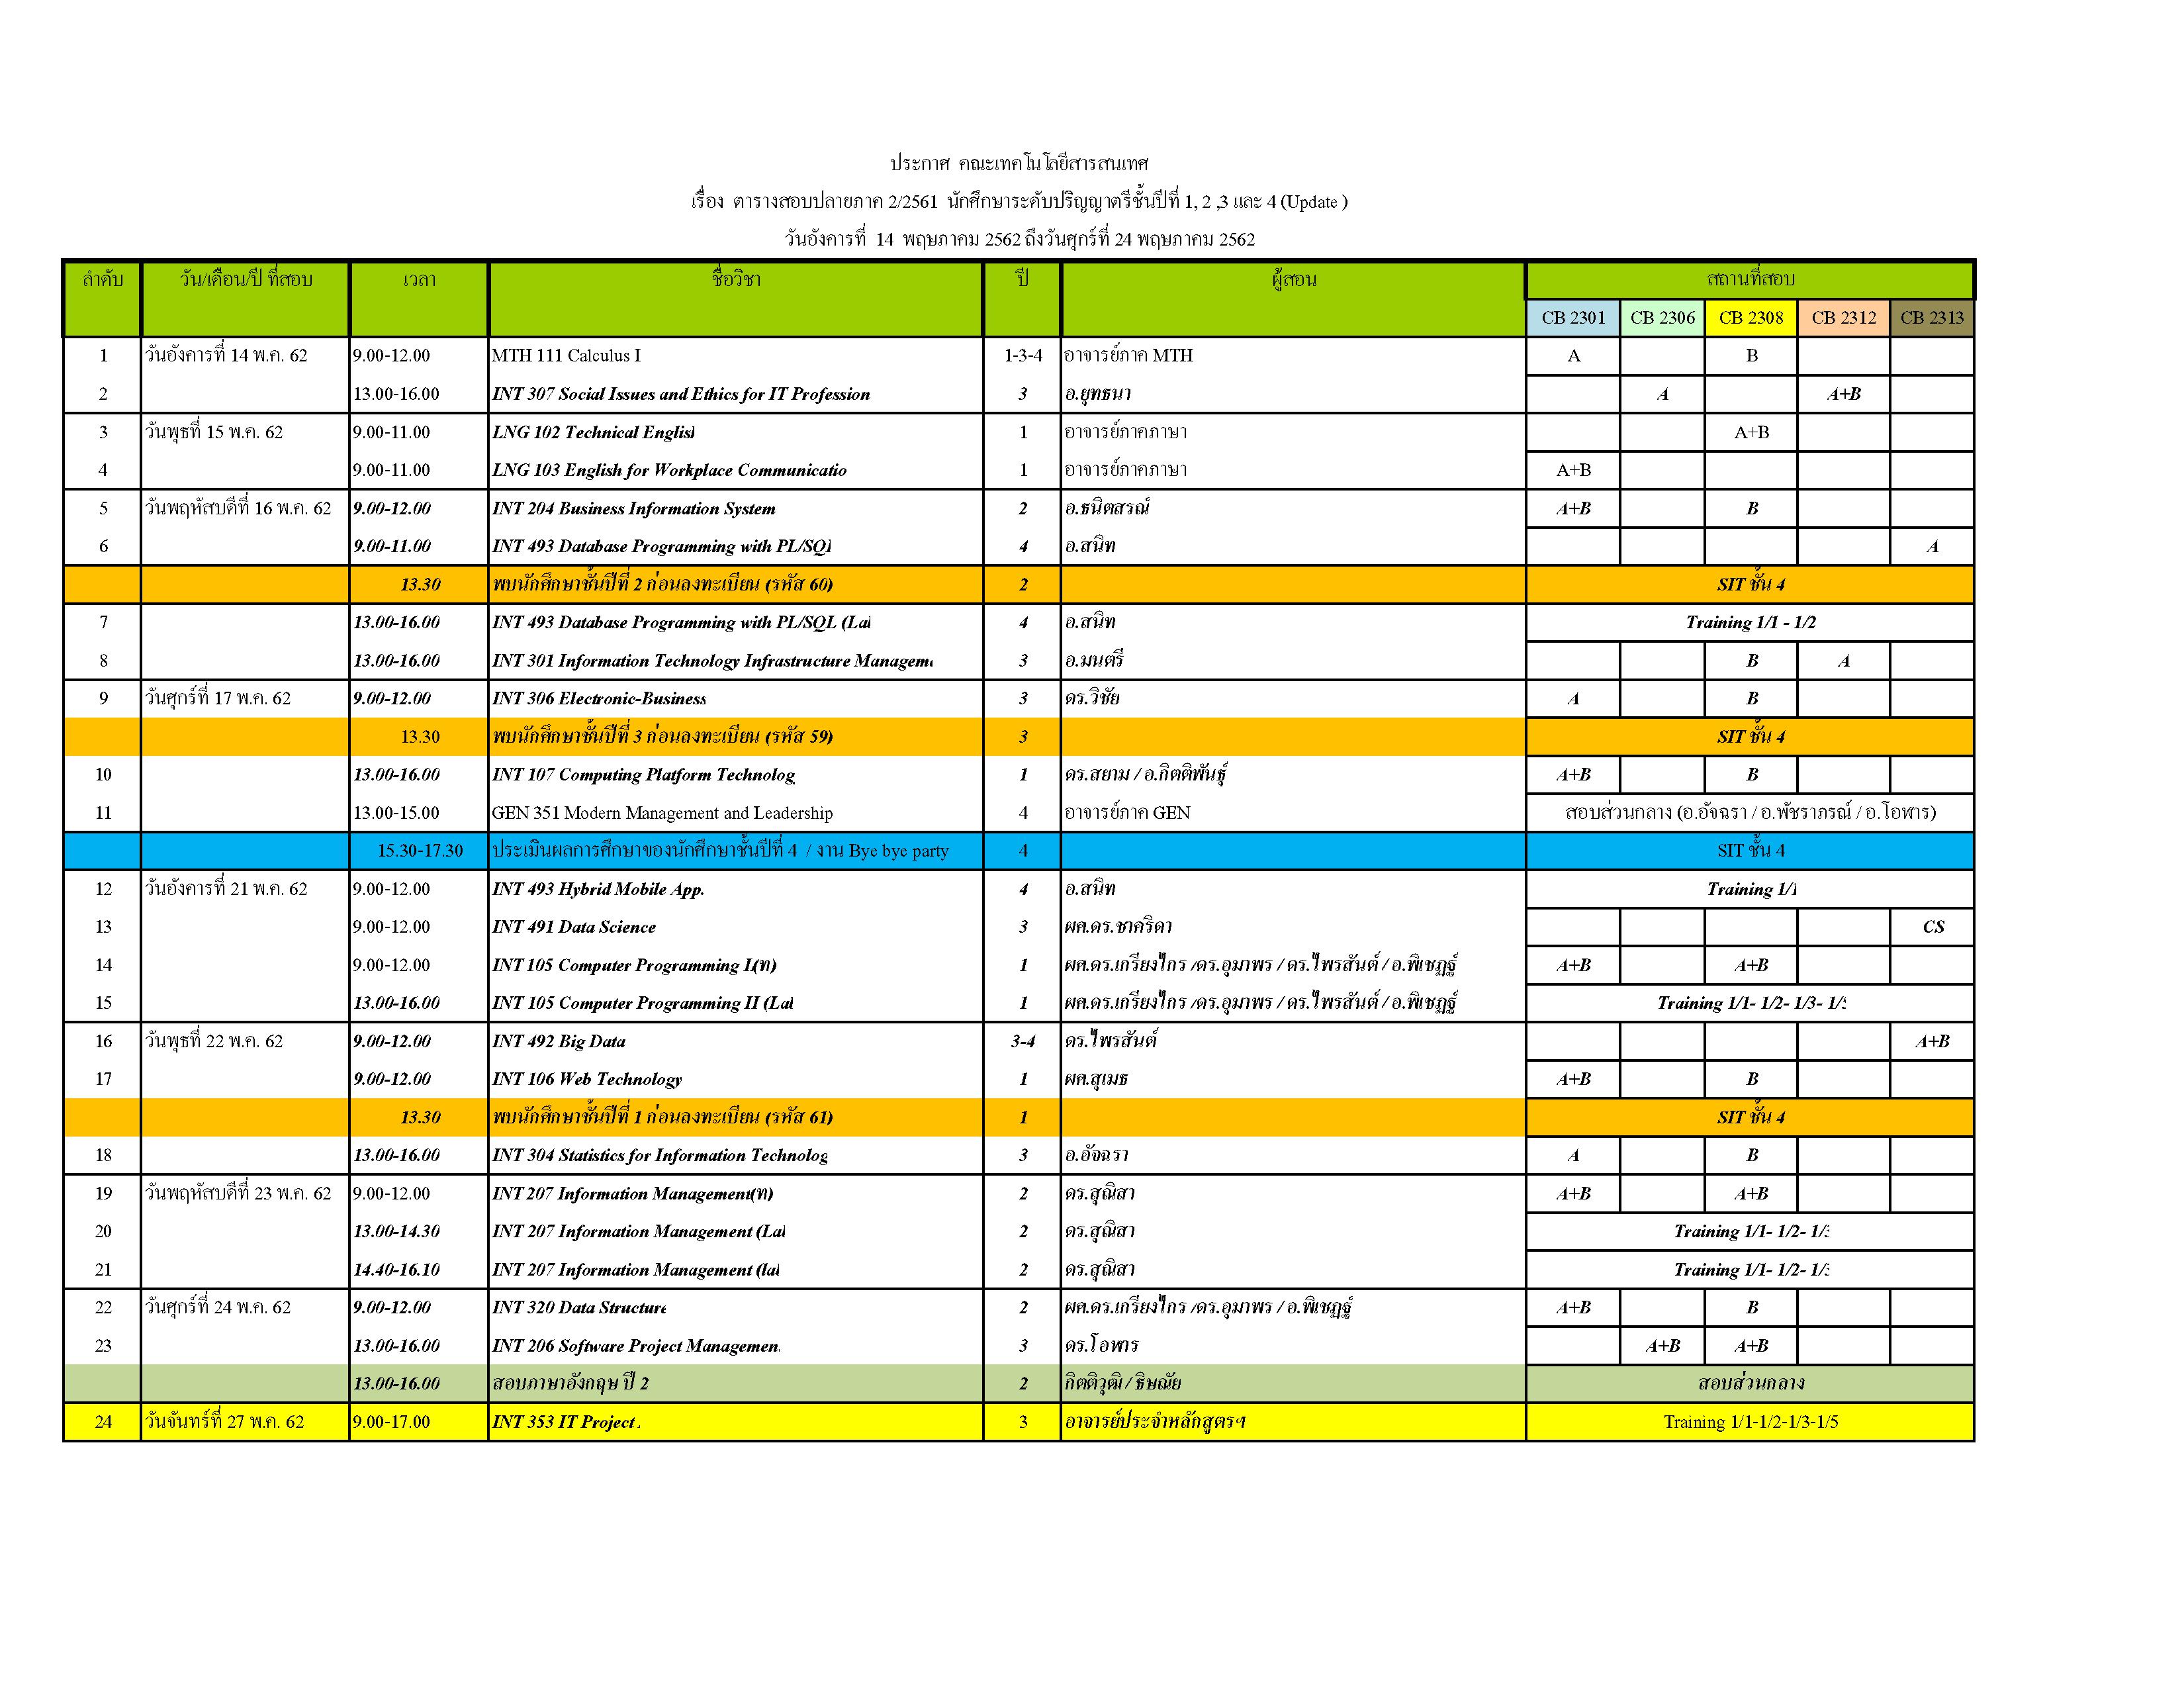 ประกาศ คณะเทคโนโลยีสารสนเทศ
เรื่อง ตารางสอบปลายภาค 2/2561 นักศึกษาระดับปริญญาตรีชั้นปีที่ 1, 2 ,3 และ 4 (Update )
วันอังคารที่ 14 พฤษภาคม 2562 ถึงวันศุกร์ที่ 24 พฤษภาคม 2562
ลำดับ วัน/เดือน/ปี ที่สอบ เวลา ชื่อวิชา ปี ผู้สอน สถานที่สอบ
CB 2301 CB 2306 CB 2308 CB 2312 CB 2313
1 วันอังคารที่ 14 พ.ค. 62 9.00-12.00 MTH 111 Calculus I 1-3-4 อาจารย์ภาค MTH A B
2 13.00-16.00 INT 307 Social Issues and Ethics for IT Profession 3 อ.ยุทธนา A A+B
3 วันพุธที่ 15 พ.ค. 62 9.00-11.00 LNG 102 Technical English 1 อาจารย์ภาคภาษา A+B
4 9.00-11.00 LNG 103 English for Workplace Communicatio 1 อาจารย์ภาคภาษา A+B
5 วันพฤหัสบดีที่ 16 พ.ค. 62 9.00-12.00 INT 204 Business Information System 2 อ.ธนิตสรณ์ A+B B
6 9.00-11.00 INT 493 Database Programming with PL/SQL 4 อ.สนิท A
13.30 พบนักศึกษาชั้นปีที่ 2 ก่อนลงทะเบียน (รหัส 60) 2 SIT ชั้น 4
7 13.00-16.00 INT 493 Database Programming with PL/SQL (Lal 4 อ.สนิท Training 1/1 - 1/2
8 13.00-16.00 INT 301 Information Technology Infrastructure Manageme 3 อ.มนตรี B A
9 วันศุกร์ที่ 17 พ.ค. 62 9.00-12.00 INT 306 Electronic-Business 3 ดร.วิชัย A B
13.30 พบนักศึกษาชั้นปีที่ 3 ก่อนลงทะเบียน (รหัส 59) 3 SIT ชั้น 4
10 13.00-16.00 INT 107 Computing Platform Technolog 1 ดร.สยาม / อ.กิตติพันธุ์ A+B B
11 13.00-15.00 GEN 351 Modern Management and Leadership 4 อาจารย์ภาค GEN สอบส่วนกลาง (อ.อัจฉรา / อ.พัชราภรณ์ / อ.โอฬาร)
15.30-17.30 ประเมินผลการศึกษาของนักศึกษาชั้นปีที่ 4 / งาน Bye bye party 4 SIT ชั้น 4
12 วันอังคารที่ 21 พ.ค. 62 9.00-12.00 INT 493 Hybrid Mobile App. 4 อ.สนิท Training 1/1
13 9.00-12.00 INT 491 Data Science 3 ผศ.ดร.ชาคริดา CS
14 9.00-12.00 INT 105 Computer Programming I(ท) 1 ผศ.ดร.เกรียงไกร /ดร.อุมาพร / ดร.ไพรสันต์ / อ.พิเชฏฐ์ A+B A+B
15 13.00-16.00 INT 105 Computer Programming II (Lal 1 ผศ.ดร.เกรียงไกร /ดร.อุมาพร / ดร.ไพรสันต์ / อ.พิเชฏฐ์ Training 1/1- 1/2- 1/3- 1/5
16 วันพุธที่ 22 พ.ค. 62 9.00-12.00 INT 492 Big Data 3-4 ดร.ไพรสันต์ A+B
17 9.00-12.00 INT 106 Web Technology 1 ผศ.สุเมธ A+B B
13.30 พบนักศึกษาชั้นปีที่ 1 ก่อนลงทะเบียน (รหัส 61) 1 SIT ชั้น 4
18 13.00-16.00 INT 304 Statistics for Information Technolog 3 อ.อัจฉรา A B
19 วันพฤหัสบดีที่ 23 พ.ค. 62 9.00-12.00 INT 207 Information Management(ท) 2 ดร.สุณิสา A+B A+B
20 13.00-14.30 INT 207 Information Management (Lal 2 ดร.สุณิสา Training 1/1- 1/2- 1/3
21 14.40-16.10 INT 207 Information Management (lal 2 ดร.สุณิสา Training 1/1- 1/2- 1/3
22 วันศุกร์ที่ 24 พ.ค. 62 9.00-12.00 INT 320 Data Structure 2 ผศ.ดร.เกรียงไกร /ดร.อุมาพร / อ.พิเชฏฐ์ A+B B
23 13.00-16.00 INT 206 Software Project Managemen 3 ดร.โอฬาร A+B A+B
13.00-16.00 สอบภาษาอังกฤษ ปี 2 2 กิตติวุฒิ / ธิษณัย สอบส่วนกลาง
24 วันจันทร์ที่ 27 พ.ค. 62 9.00-17.00 INT 353 IT Project 3 อาจารย์ประจำหลักสูตรฯ Training 1/1-1/2-1/3-1/5